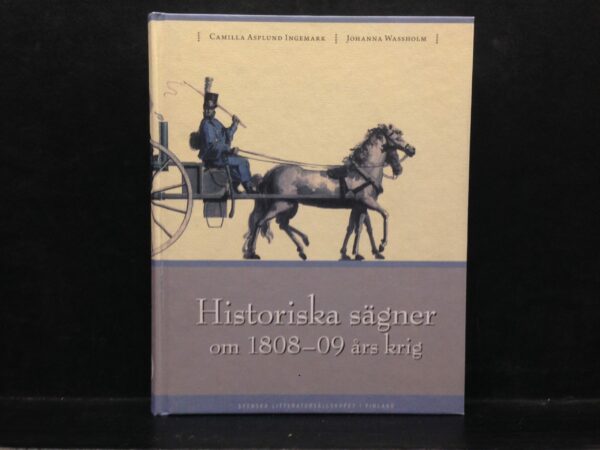 Camilla Asplund Ingemark Johanna Wassholm
Historiska sägner
om 1808–09 års krig
Svenska litteratursällskapet i Finland